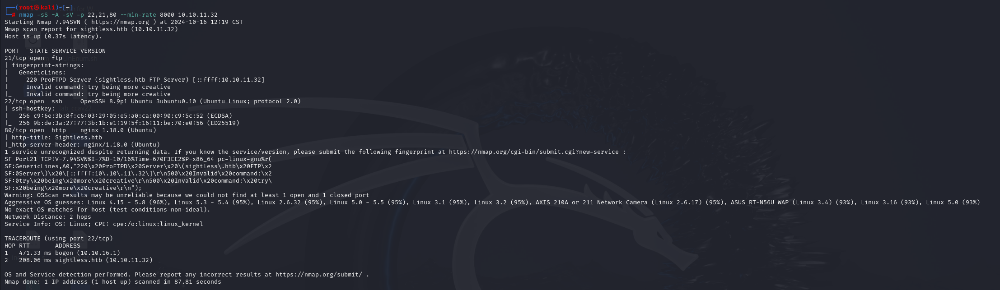 ┌──(root㉿kali)-[~]
└─# nmap -sS -A -sV -p 22,21,80 --min-rate 8000 10.10.11.32
Starting Nmap 7.94SVN ( https://nmap.org ) at 2024-10-16 12:19 CST
Nmap scan report for sightless.htb (10.10.11.32)
Host is up (0.37s latency).

PORT   STATE SERVICE VERSION
21/tcp open  ftp
| fingerprint-strings:
|   GenericLines:
|     220 ProFTPD Server (sightless.htb FTP Server) [::ffff:10.10.11.32]
|     Invalid command: try being more creative
|_    Invalid command: try being more creative
22/tcp open  ssh     OpenSSH 8.9p1 Ubuntu 3ubuntu0.10 (Ubuntu Linux; protocol 2.0)
| ssh-hostkey:
|   256 c9:6e:3b:8f:c6:03:29:05:e5:a0:ca:00:90:c9:5c:52 (ECDSA)
|_  256 9b:de:3a:27:77:3b:1b:e1:19:5f:16:11:be:70:e0:56 (ED25519)
80/tcp open  http    nginx 1.18.0 (Ubuntu)
|_http-title: Sightless.htb
|_http-server-header: nginx/1.18.0 (Ubuntu)
1 service unrecognized despite returning data. If you know the service/version, please submit the following fingerprint at https://nmap.org/cgi-bin/submit.cgi?new-service :
SF-Port21-TCP:V=7.94SVN%I=7%D=10/16%Time=670F3EE2%P=x86_64-pc-linux-gnu%r(
SF:GenericLines,A0,"220\x20ProFTPD\x20Server\x20\(sightless\.htb\x20FTP\x2
SF:0Server\)\x20\[::ffff:10\.10\.11\.32\]\r\n500\x20Invalid\x20command:\x2
SF:0try\x20being\x20more\x20creative\r\n500\x20Invalid\x20command:\x20try\
SF:x20being\x20more\x20creative\r\n");
Warning: OSScan results may be unreliable because we could not find at least 1 open and 1 closed port
Aggressive OS guesses: Linux 4.15 - 5.8 (96%), Linux 5.3 - 5.4 (95%), Linux 2.6.32 (95%), Linux 5.0 - 5.5 (95%), Linux 3.1 (95%), Linux 3.2 (95%), AXIS 210A or 211 Network Camera (Linux 2.6.17) (95%), ASUS RT-N56U WAP (Linux 3.4) (93%), Linux 3.16 (93%), Linux 5.0 (93%)
No exact OS matches for host (test conditions non-ideal).
Network Distance: 2 hops
Service Info: OS: Linux; CPE: cpe:/o:linux:linux_kernel

TRACEROUTE (using port 22/tcp)
HOP RTT       ADDRESS
1   471.33 ms bogon (10.10.16.1)
2   208.06 ms sightless.htb (10.10.11.32)

OS and Service detection performed. Please report any incorrect results at https://nmap.org/submit/ .
Nmap done: 1 IP address (1 host up) scanned in 87.81 seconds